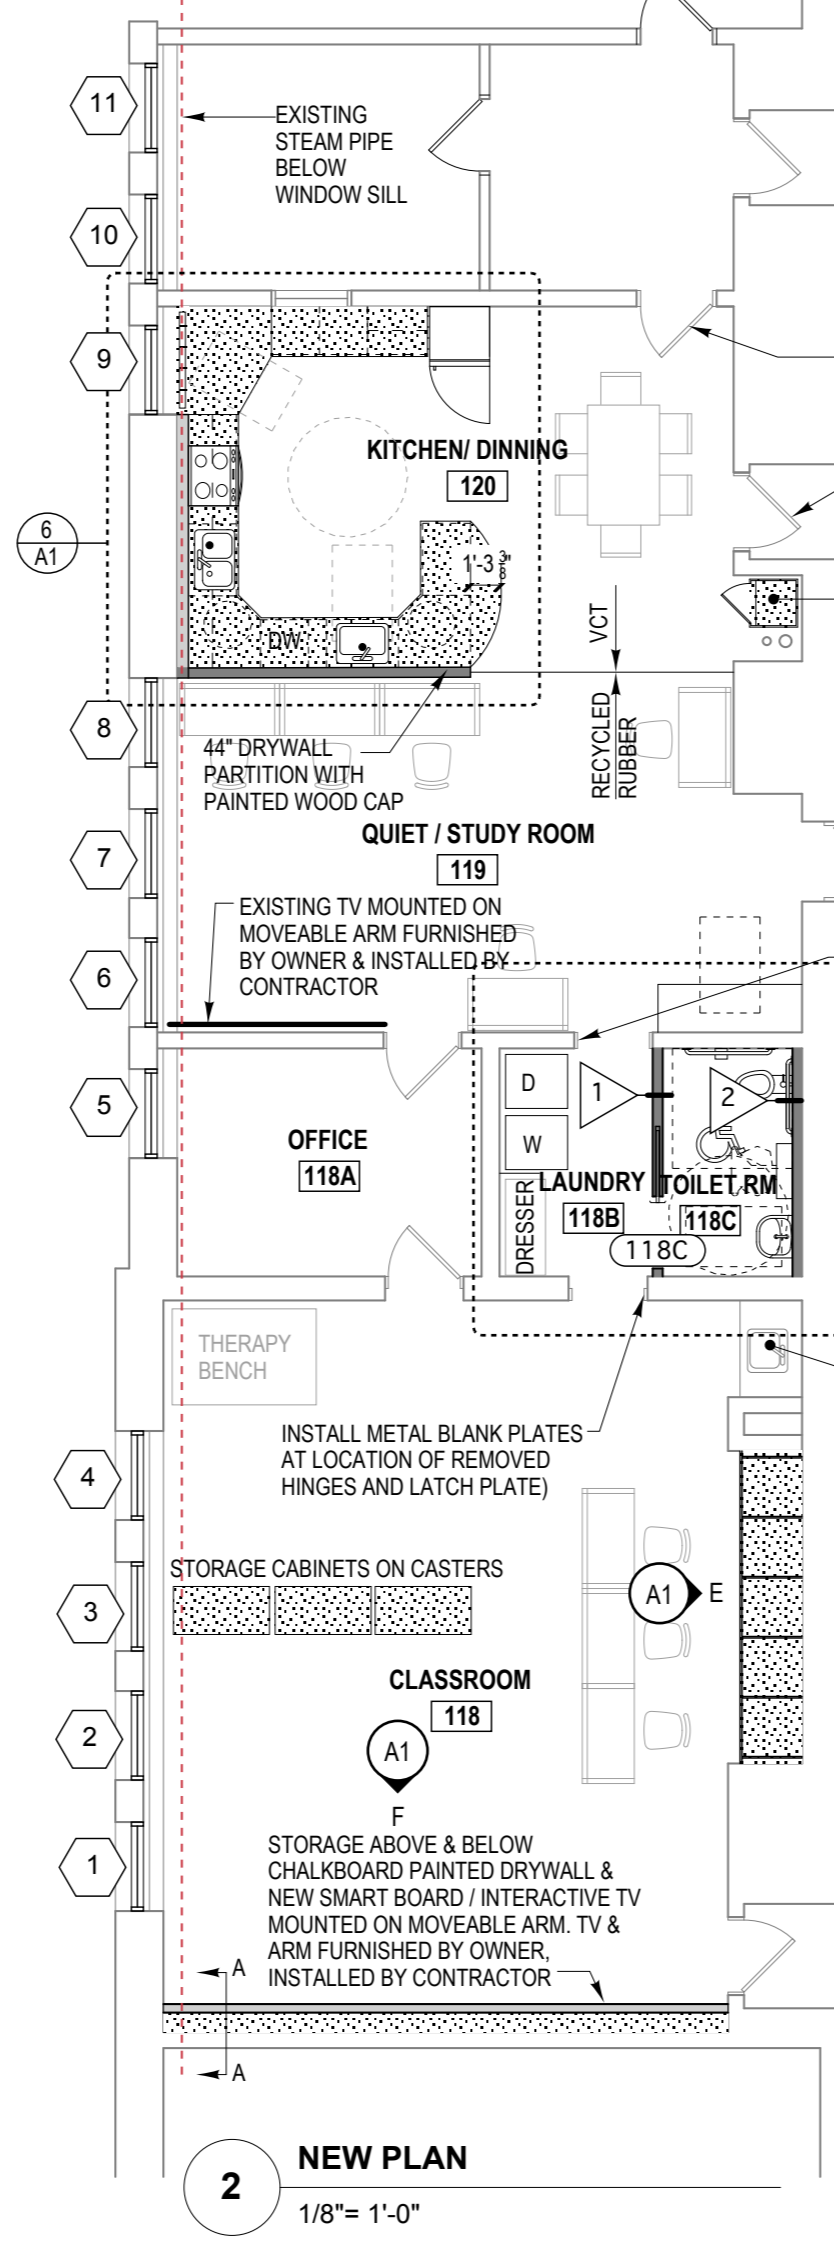 11
EXISTING
STEAM PIPE
BELOW
WINDOW SILL
10
9
KITCHEN/ DINNING
120
6
A1
1'-3 3/8"
VCT
DW
RECYCLED
RUBBER
8
44" DRYWALL
PARTITION WITH
PAINTED WOOD CAP
QUIET / STUDY ROOM
119
7
EXISTING TV MOUNTED ON
MOVEABLE ARM FURNISHED
BY OWNER & INSTALLED BY
CONTRACTOR
6
5
D
1
2
W
OFFICE
118A
DRESSER
LAUNDRY
118B
TOILET RM
118C
118C
THERAPY
BENCH
INSTALL METAL BLANK PLATES
AT LOCATION OF REMOVED
HINGES AND LATCH PLATE)
4
STORAGE CABINETS ON CASTERS
3
A1
E
CLASSROOM
118
2
A1
F
STORAGE ABOVE & BELOW
CHALKBOARD PAINTED DRYWALL &
NEW SMART BOARD / INTERACTIVE TV
MOUNTED ON MOVEABLE ARM. TV &
ARM FURNISHED BY OWNER,
INSTALLED BY CONTRACTOR
1
A
A
2
NEW PLAN
1/8"= 1'-0"